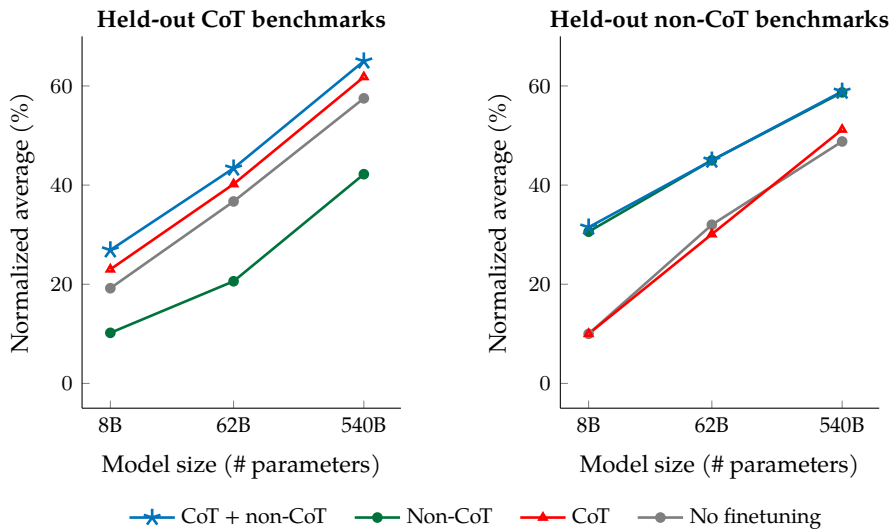 Held-out CoT benchmarks
Normalized average (%)
60
40
20
0
8B 62B 540B
Model size (# parameters)
Held-out non-CoT benchmarks
Normalized average (%)
60
40
20
0
8B 62B 540B
Model size (# parameters)
CoT + non-CoT Non-CoT CoT No finetuning